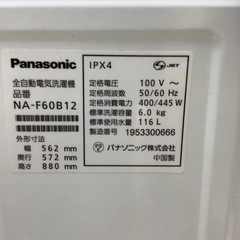 Panasonic
全自動電気洗濯機
品番
NA-F60B12
外形寸法
幅 562 mm
奥行 572 mm
高さ 880 mm
IPX4
JET
定格電圧 100 V ～
定格周波数 50/60 Hz
定格消費電力 400/445 W
標準洗濯容量 6.0 kg
標準使用水量 116 L
製造番号 1953300666
パナソニック株式会社
中国製